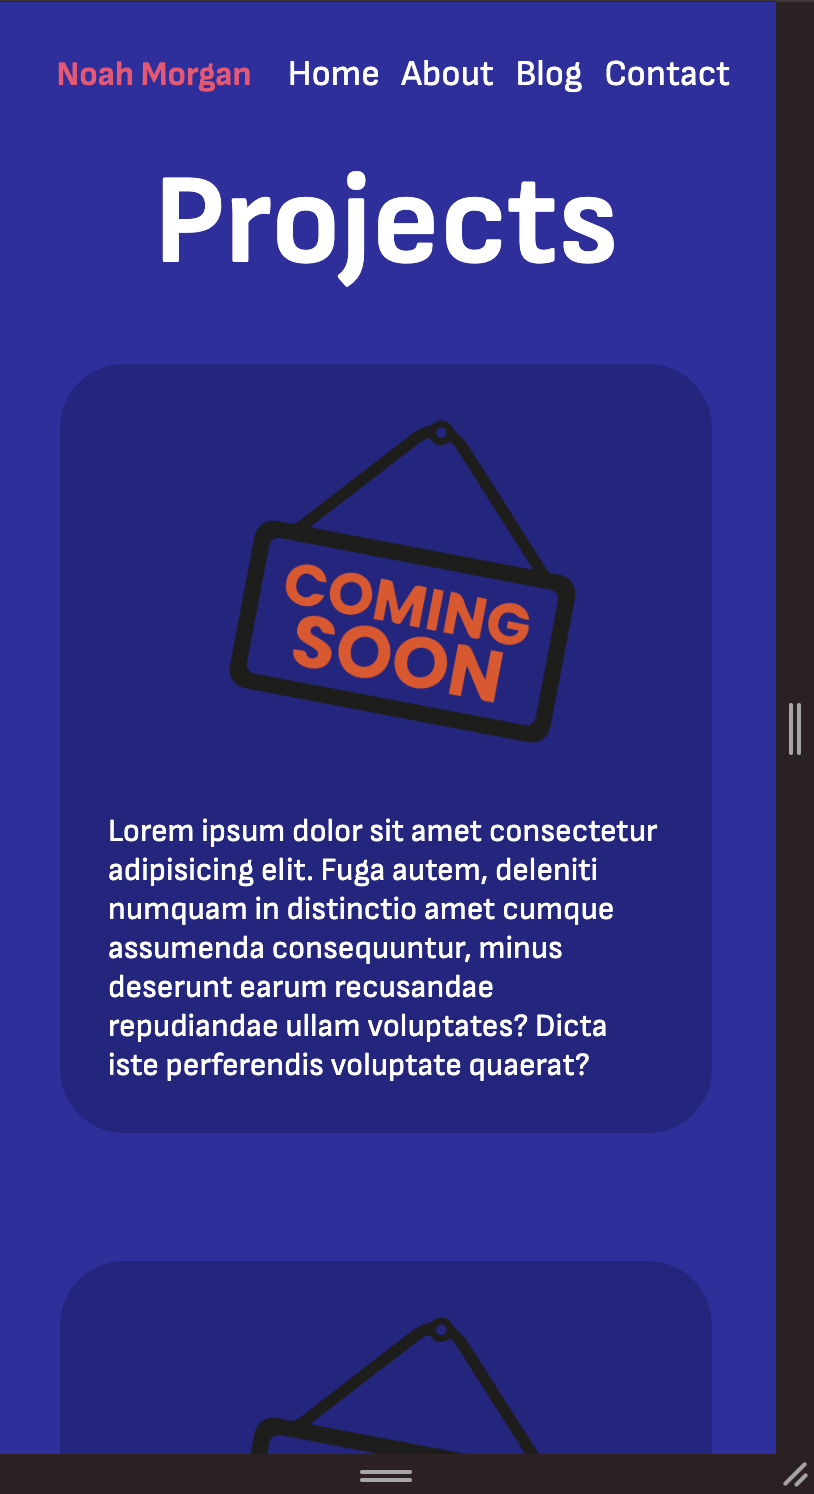 Noah Morgan Home About Blog Contact
Projects
COMING
SOON
Lorem ipsum dolor sit amet consectetur
adipisicing elit. Fuga autem, deleniti
numquam in distinctio amet cumque
assumenda consequuntur, minus
deserunt earum recusandae
repudiandae ullam voluptates? Dicta
iste perferendis voluptate quaerat?